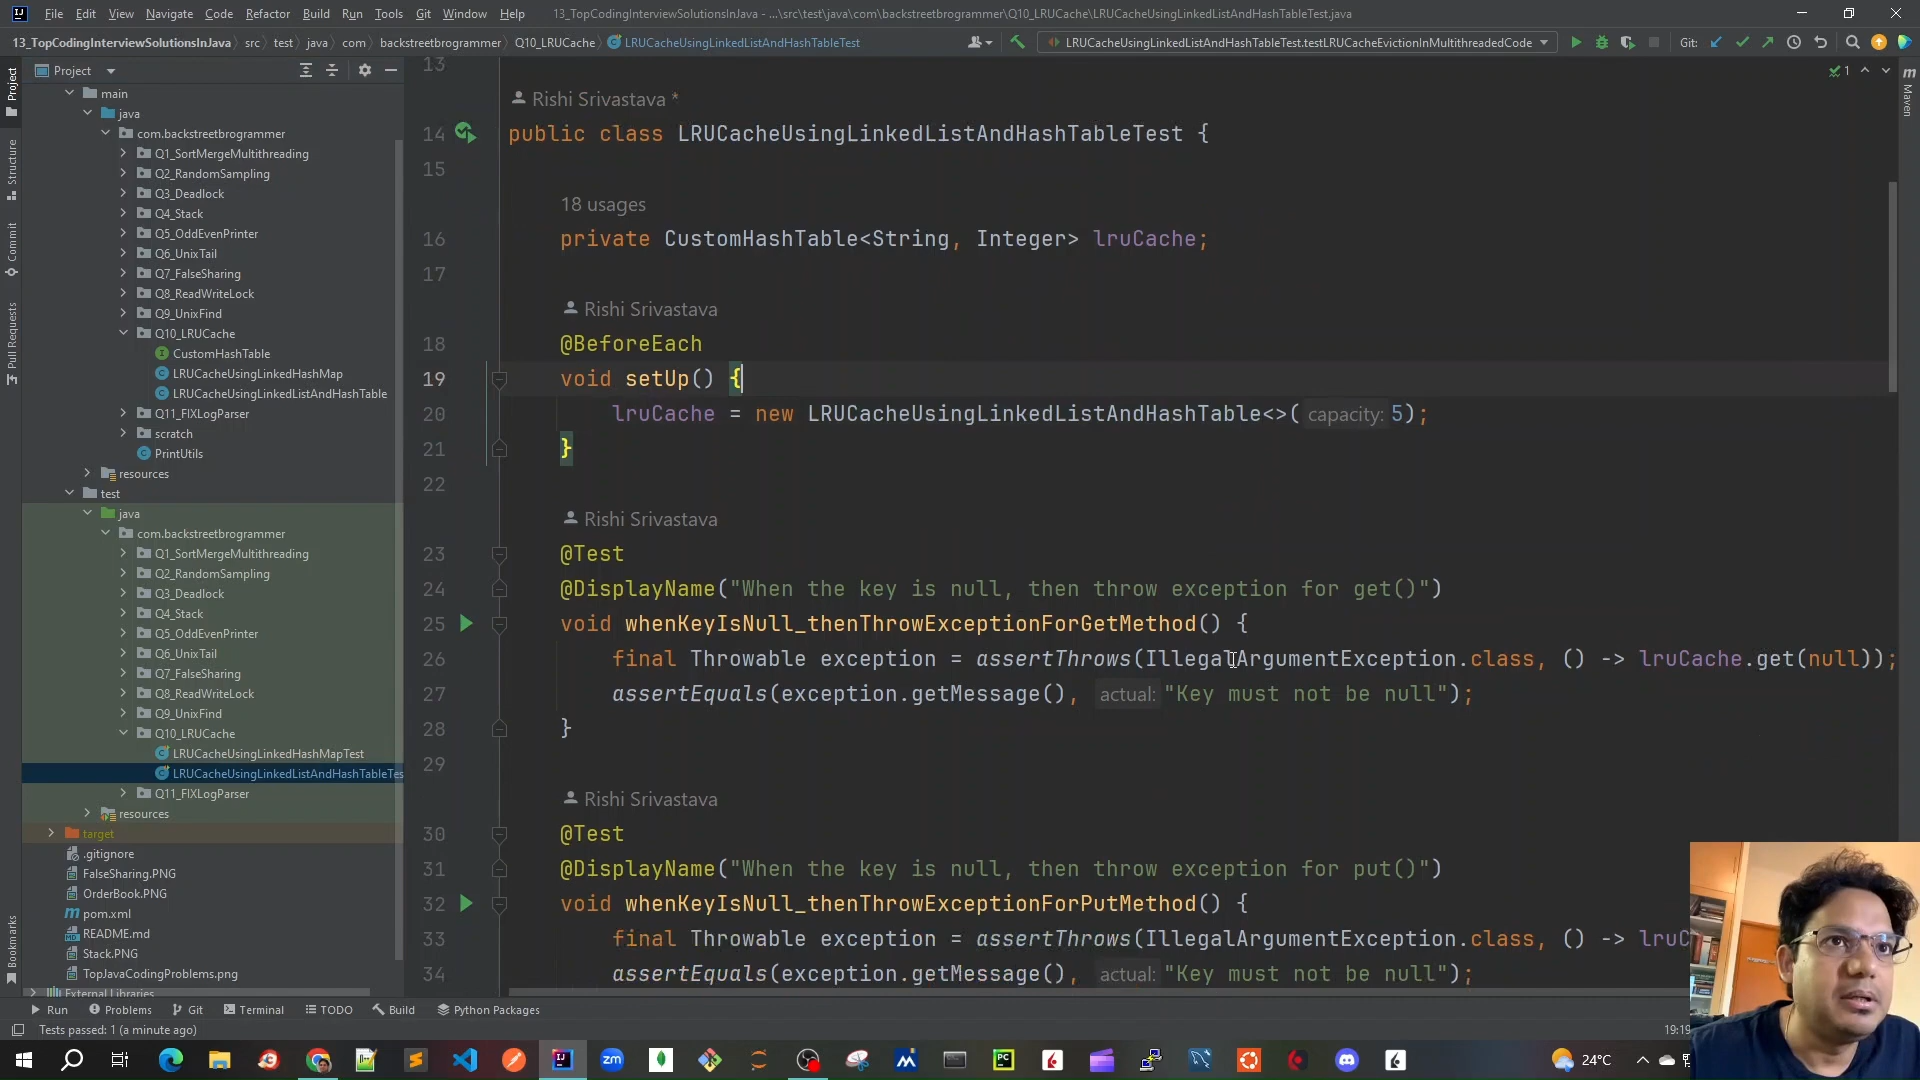 File Edit View Navigate Code Refactor Build Run Tools Git Window Help 13_TopCodingInterviewSolutionsInJava - ...\src\test\java\com\backstreetbrogrammer\Q10_LRUCache\LRUCacheUsingLinkedListAndHashTableTest.java
13_TopCodingInterviewSolutionsInJava src test java com backstreetbrogrammer Q10_LRUCache LRUCacheUsingLinkedListAndHashTableTest LRUCacheUsingLinkedListAndHashTableTest.testLRUCacheEvictionInMultithreadedCode Git:
Project
Structure
Commit
Pull Requests
Bookmarks
Project
main
java
com.backstreetbrogrammer
Q1_SortMergeMultithreading
Q2_RandomSampling
Q3_Deadlock
Q4_Stack
Q5_OddEvenPrinter
Q6_UnixTail
Q7_FalseSharing
Q8_ReadWriteLock
Q9_UnixFind
Q10_LRUCache
CustomHashTable
LRUCacheUsingLinkedHashMap
LRUCacheUsingLinkedListAndHashTable
Q11_FIXLogParser
scratch
PrintUtils
resources
test
java
com.backstreetbrogrammer
Q1_SortMergeMultithreading
Q2_RandomSampling
Q3_Deadlock
Q4_Stack
Q5_OddEvenPrinter
Q6_UnixTail
Q7_FalseSharing
Q8_ReadWriteLock
Q9_UnixFind
Q10_LRUCache
LRUCacheUsingLinkedHashMapTest
LRUCacheUsingLinkedListAndHashTableTes
Q11_FIXLogParser
resources
target
.gitignore
FalseSharing.PNG
OrderBook.PNG
pom.xml
README.md
Stack.PNG
TopJavaCodingProblems.png
External Libraries
13
Rishi Srivastava *
14 public class LRUCacheUsingLinkedListAndHashTableTest {
15
18 usages
16 private CustomHashTable<String, Integer> lruCache;
17
Rishi Srivastava
18 @BeforeEach
19 void setUp() {
20 lruCache = new LRUCacheUsingLinkedListAndHashTable<>( capacity: 5);
21 }
22
Rishi Srivastava
23 @Test
24 @DisplayName("When the key is null, then throw exception for get()")
25 void whenKeyIsNull_thenThrowExceptionForGetMethod() {
26 final Throwable exception = assertThrows(IllegalArgumentException.class, () -> lruCache.get(null));
27 assertEquals(exception.getMessage(), actual: "Key must not be null");
28 }
29
Rishi Srivastava
30 @Test
31 @DisplayName("When the key is null, then throw exception for put()")
32 void whenKeyIsNull_thenThrowExceptionForPutMethod() {
33 final Throwable exception = assertThrows(IllegalArgumentException.class, () -> lruC
34 assertEquals(exception.getMessage(), actual: "Key must not be null");
1
m Maven
Run Problems Git Terminal TODO Build Python Packages
Tests passed: 1 (a minute ago) 19:19
24°C